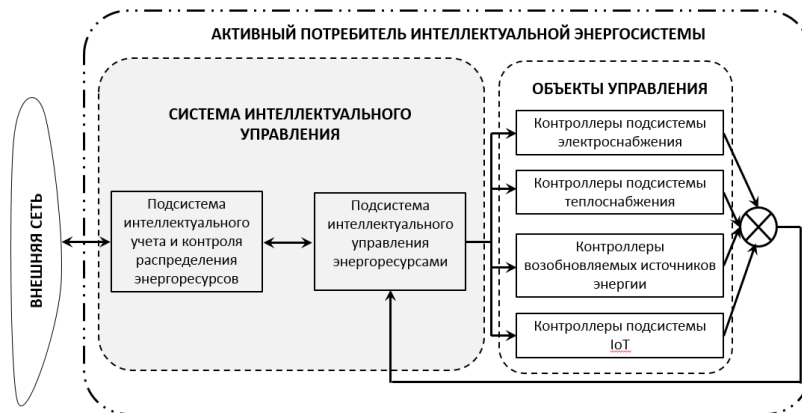 АКТИВНЫЙ ПОТРЕБИТЕЛЬ ИНТЕЛЛЕКТУАЛЬНОЙ ЭНЕРГОСИСТЕМЫ
ВНЕШНЯЯ СЕТЬ
СИСТЕМА ИНТЕЛЛЕКТУАЛЬНОГО
УПРАВЛЕНИЯ
Подсистема
интеллектуального
учета и контроля
распределения
энергоресурсов
Подсистема
интеллектуального
управления
энергоресурсами
ОБЪЕКТЫ УПРАВЛЕНИЯ
Контроллеры подсистемы
электроснабжения
Контроллеры подсистемы
теплоснабжения
Контроллеры
возобновляемых источников
энергии
Контроллеры подсистемы
IoT